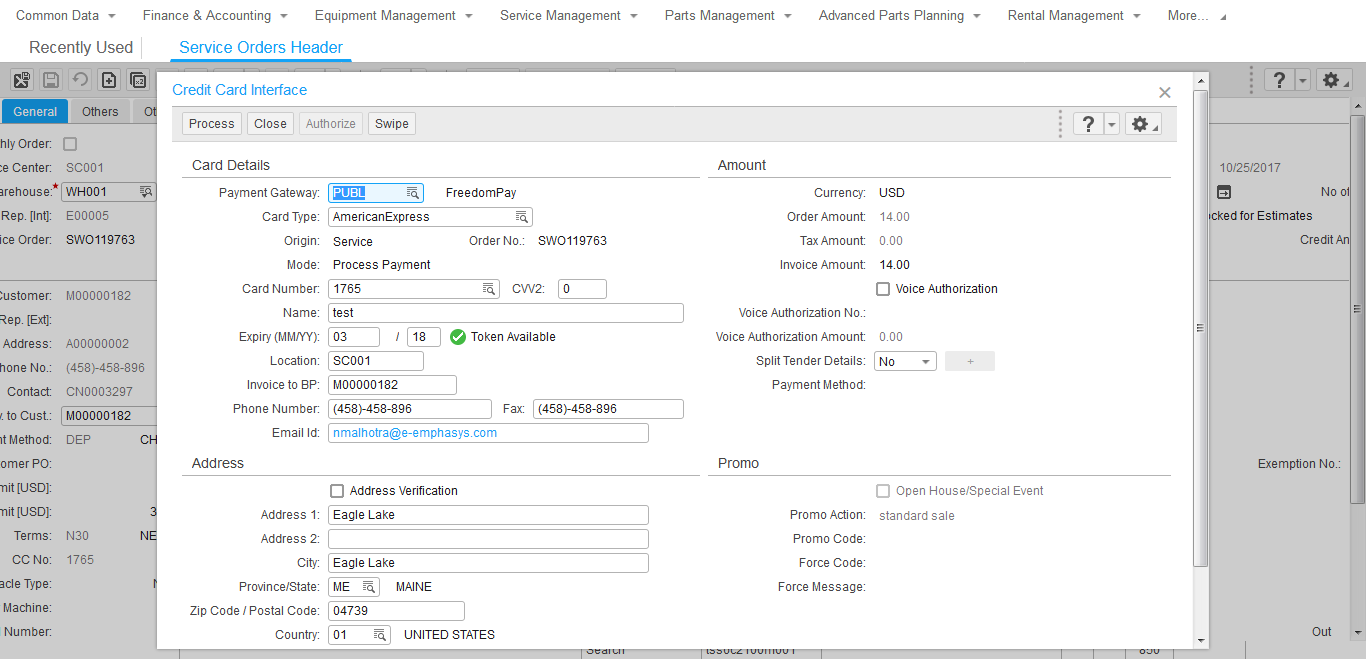 Common Data Finance & Accounting Equipment Management Service Management Parts Management Advanced Parts Planning Rental Management More...
Recently Used Service Orders Header
General Others
Credit Card Interface
Process Close Authorize Swipe ?
?
Card Details
Payment Gateway: PUBL FreedomPay
Card Type: AmericanExpress
Origin: Service Order No.: SWO119763
Mode: Process Payment
Card Number: 1765 CVV2: 0
Name: test
Expiry (MM/YY): 03 / 18 Token Available
Location: SC001
Invoice to BP: M00000182
Phone Number: (458)-458-896 Fax: (458)-458-896
Email Id: nmalhotra@e-emphasys.com
Amount
Currency: USD
Order Amount: 14.00
Tax Amount: 0.00
Invoice Amount: 14.00
Voice Authorization
Voice Authorization No.:
Voice Authorization Amount: 0.00
Split Tender Details: No +
Payment Method:
Address
Address Verification
Address 1: Eagle Lake
Address 2:
City: Eagle Lake
Province/State: ME MAINE
Zip Code / Postal Code: 04739
Country: 01 UNITED STATES
Promo
Open House/Special Event
Promo Action: standard sale
Promo Code:
Force Code:
Force Message:
hly Order:
ce Center: SC001
arehouse:* WH001
Rep. [Int]: E00005
ice Order: SWO119763
Customer: M00000182
Rep. [Ext]:
Address: A00000002
hone No.: (458)-458-896
Contact: CN0003297
. to Cust.: M00000182
nt Method: DEP CH
omer PO:
mit [USD]:
mit [USD]: 3
Terms: N30 NE
CC No: 1765
acle Type:
Machine:
l Number:
10/25/2017
No of
ocked for Estimates
Credit An
Exemption No.:
Out
Search 850